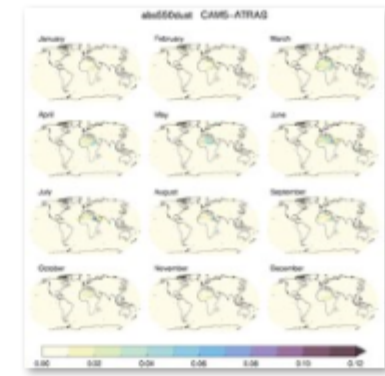 abs550dust CAM5-ATRAS
January February March
April May June
July August September
October November December
0.00 0.02 0.04 0.06 0.08 0.10 0.12